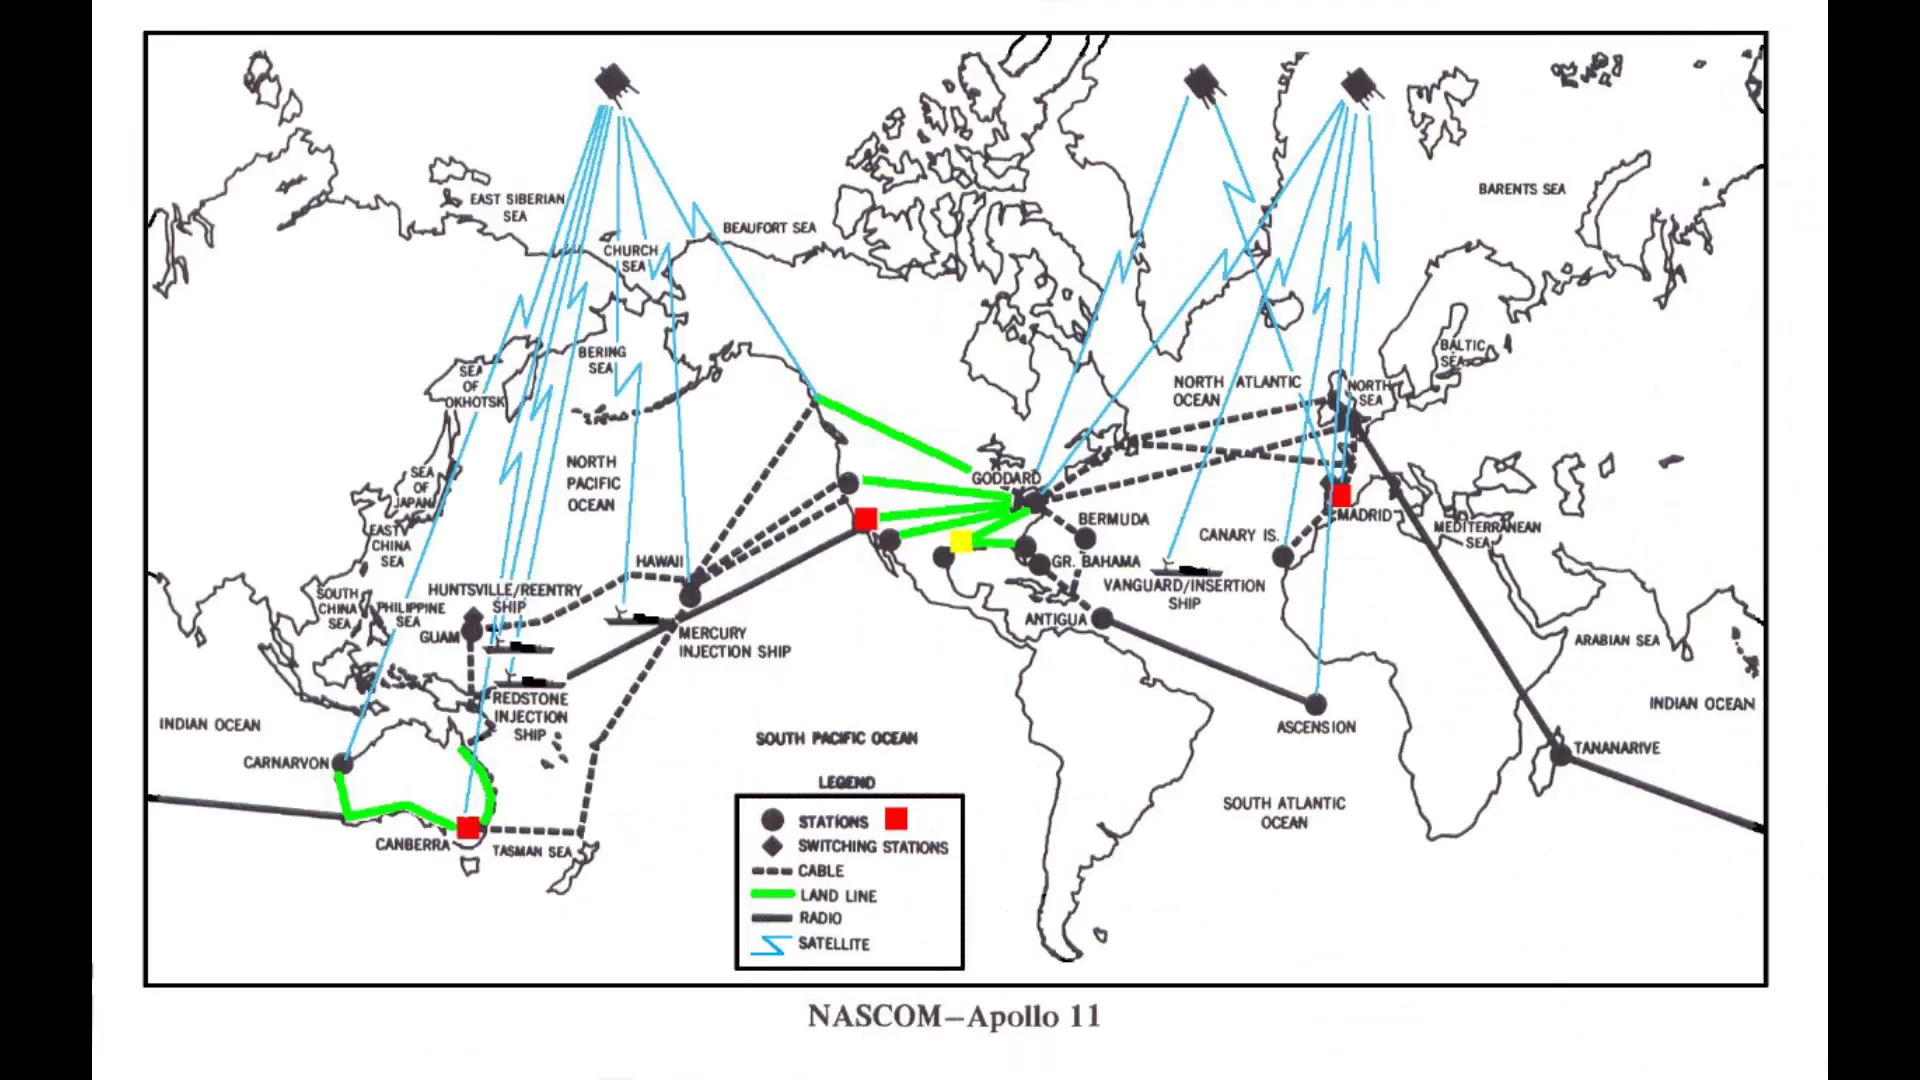 BARENTS SEA
EAST SIBERIAN
SEA
BEAUFORT SEA
CHURCH
SEA
BERING
SEA
SEA
OF
OKHOTSK
BALTIC
SEA
NORTH ATLANTIC
OCEAN
NORTH
SEA
NORTH
PACIFIC
OCEAN
SEA
OF
JAPAN
GODDARD
MADRID
BERMUDA
EAST
CHINA
SEA
MEDITERRANEAN
SEA
CANARY IS.
HAWAII
GR. BAHAMA
VANGUARD/INSERTION
SHIP
HUNTSVILLE/REENTRY
SHIP
SOUTH
CHINA
SEA
PHILIPPINE
SEA
GUAM
ANTIGUA
MERCURY
INJECTION SHIP
ARABIAN SEA
REDSTONE
INJECTION
SHIP
INDIAN OCEAN
INDIAN OCEAN
ASCENSION
SOUTH PACIFIC OCEAN
TANANARIVE
CARNARVON
SOUTH ATLANTIC
OCEAN
CANBERRA
TASMAN SEA
LEGEND
STATIONS
SWITCHING STATIONS
CABLE
LAND LINE
RADIO
SATELLITE
NASCOM–Apollo 11